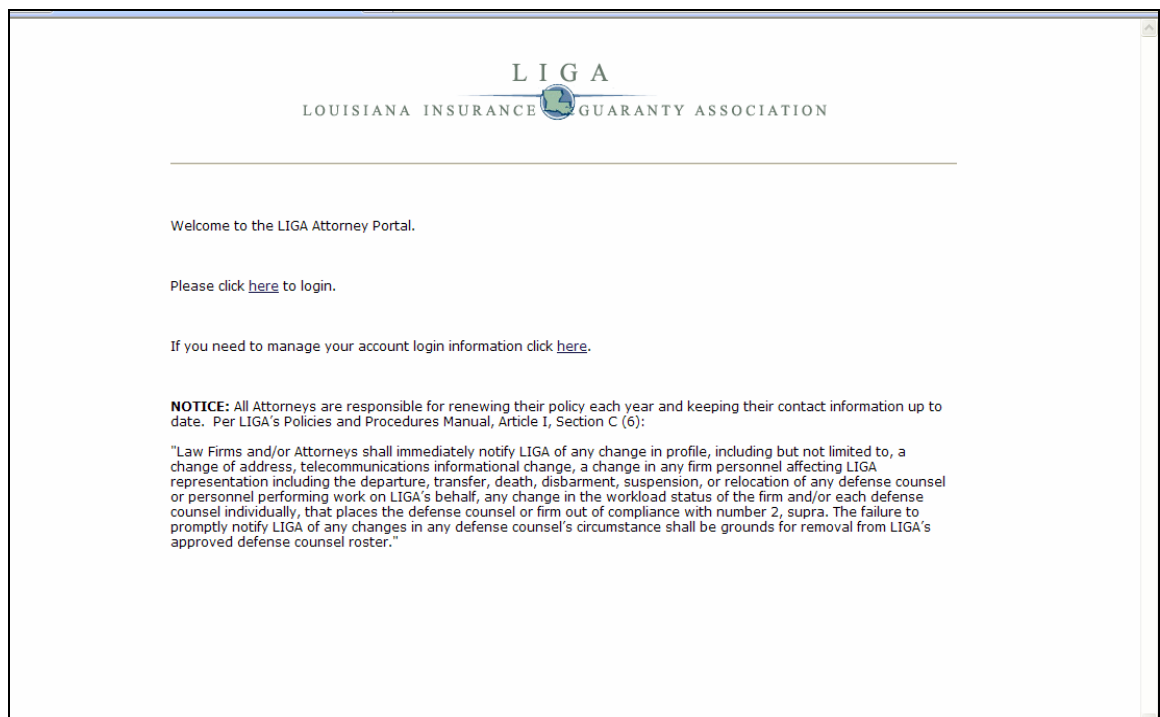 LIGA
LOUISIANA INSURANCE GUARANTY ASSOCIATION
Welcome to the LIGA Attorney Portal.
Please click here to login.
If you need to manage your account login information click here.
NOTICE: All Attorneys are responsible for renewing their policy each year and keeping their contact information up to
date. Per LIGA's Policies and Procedures Manual, Article I, Section C (6):
"Law Firms and/or Attorneys shall immediately notify LIGA of any change in profile, including but not limited to, a
change of address, telecommunications informational change, a change in any firm personnel affecting LIGA
representation including the departure, transfer, death, disbarment, suspension, or relocation of any defense counsel
or personnel performing work on LIGA's behalf, any change in the workload status of the firm and/or each defense
counsel individually, that places the defense counsel or firm out of compliance with number 2, supra. The failure to
promptly notify LIGA of any changes in any defense counsel's circumstance shall be grounds for removal from LIGA's
approved defense counsel roster."